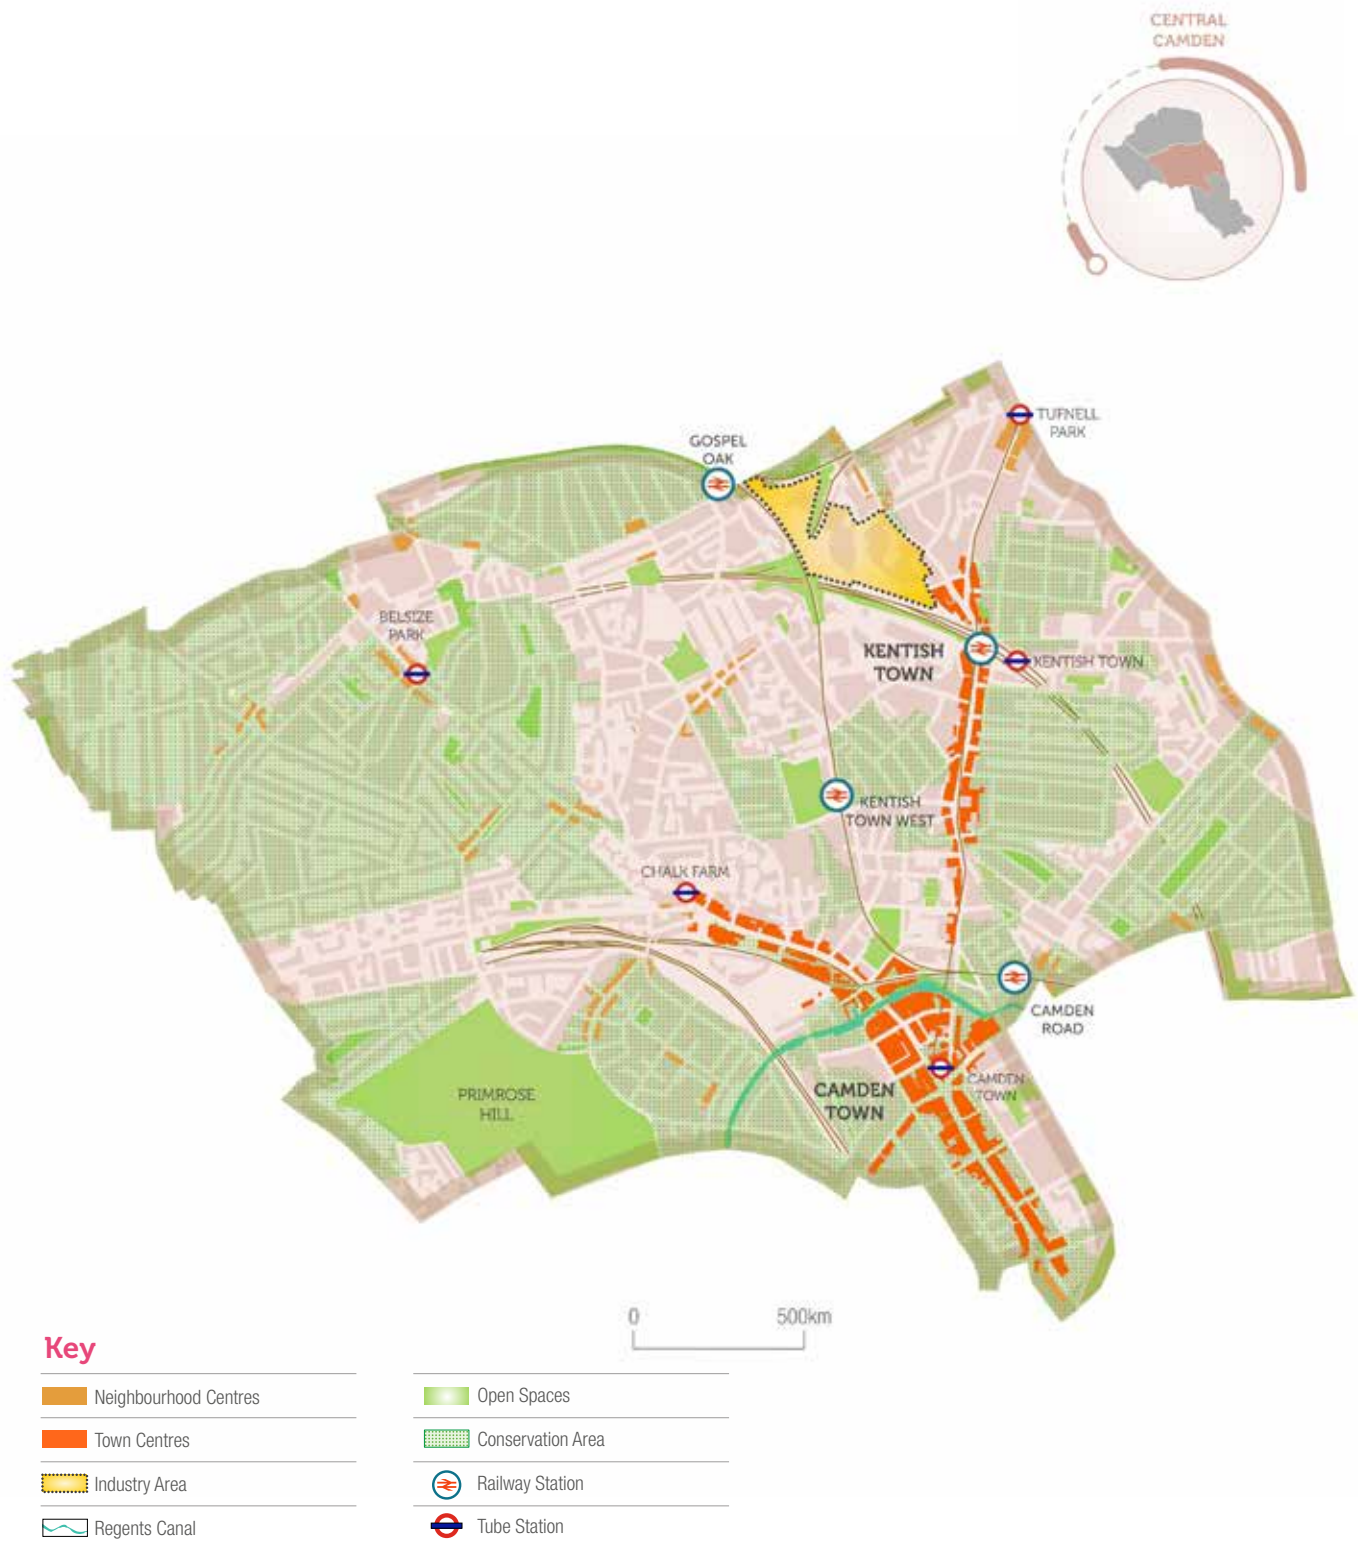 CENTRAL
CAMDEN
TUFNELL
PARK
GOSPEL
OAK
BELSIZE
PARK
KENTISH
TOWN
KENTISH TOWN
KENTISH
TOWN WEST
CHALK FARM
CAMDEN
ROAD
CAMDEN
TOWN
CAMDEN
TOWN
PRIMROSE
HILL
0 500km
Key
Neighbourhood Centres
Town Centres
Industry Area
Regents Canal
Open Spaces
Conservation Area
Railway Station
Tube Station